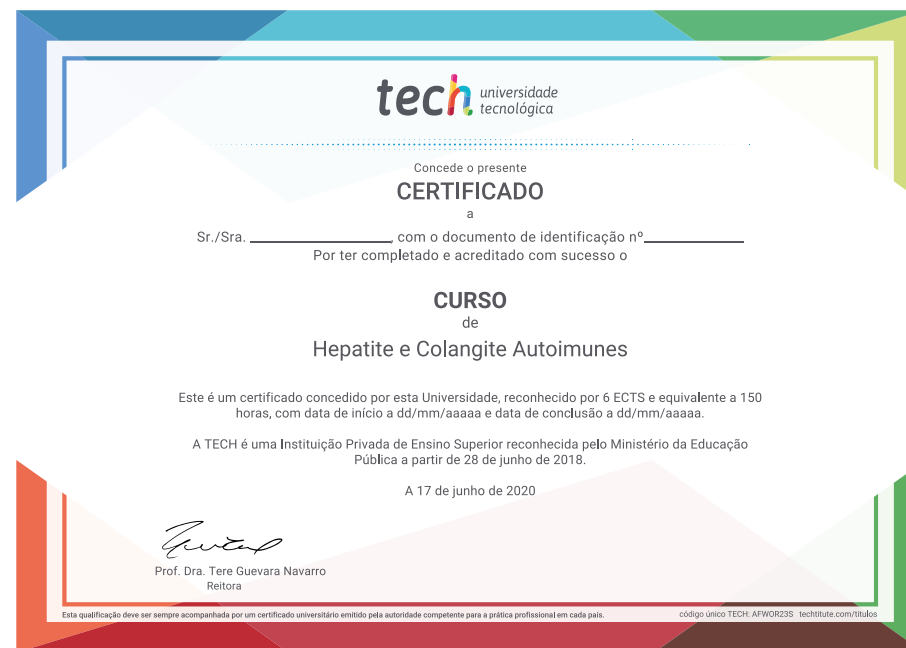 tech universidade
tecnológica
Concede o presente
CERTIFICADO
a
Sr./Sra. , com o documento de identificação nº
Por ter completado e acreditado com sucesso o
CURSO
de
Hepatite e Colangite Autoimunes
Este é um certificado concedido por esta Universidade, reconhecido por 6 ECTS e equivalente a 150
horas, com data de início a dd/mm/aaaaa e data de conclusão a dd/mm/aaaaa.
A TECH é uma Instituição Privada de Ensino Superior reconhecida pelo Ministério da Educação
Pública a partir de 28 de junho de 2018.
A 17 de junho de 2020
Prof. Dra. Tere Guevara Navarro
Reitora
Esta qualificação deve ser sempre acompanhada por um certificado universitário emitido pela autoridade competente para a prática profissional em cada país.
código único TECH: AFWOR23S techtitute.com/titulos